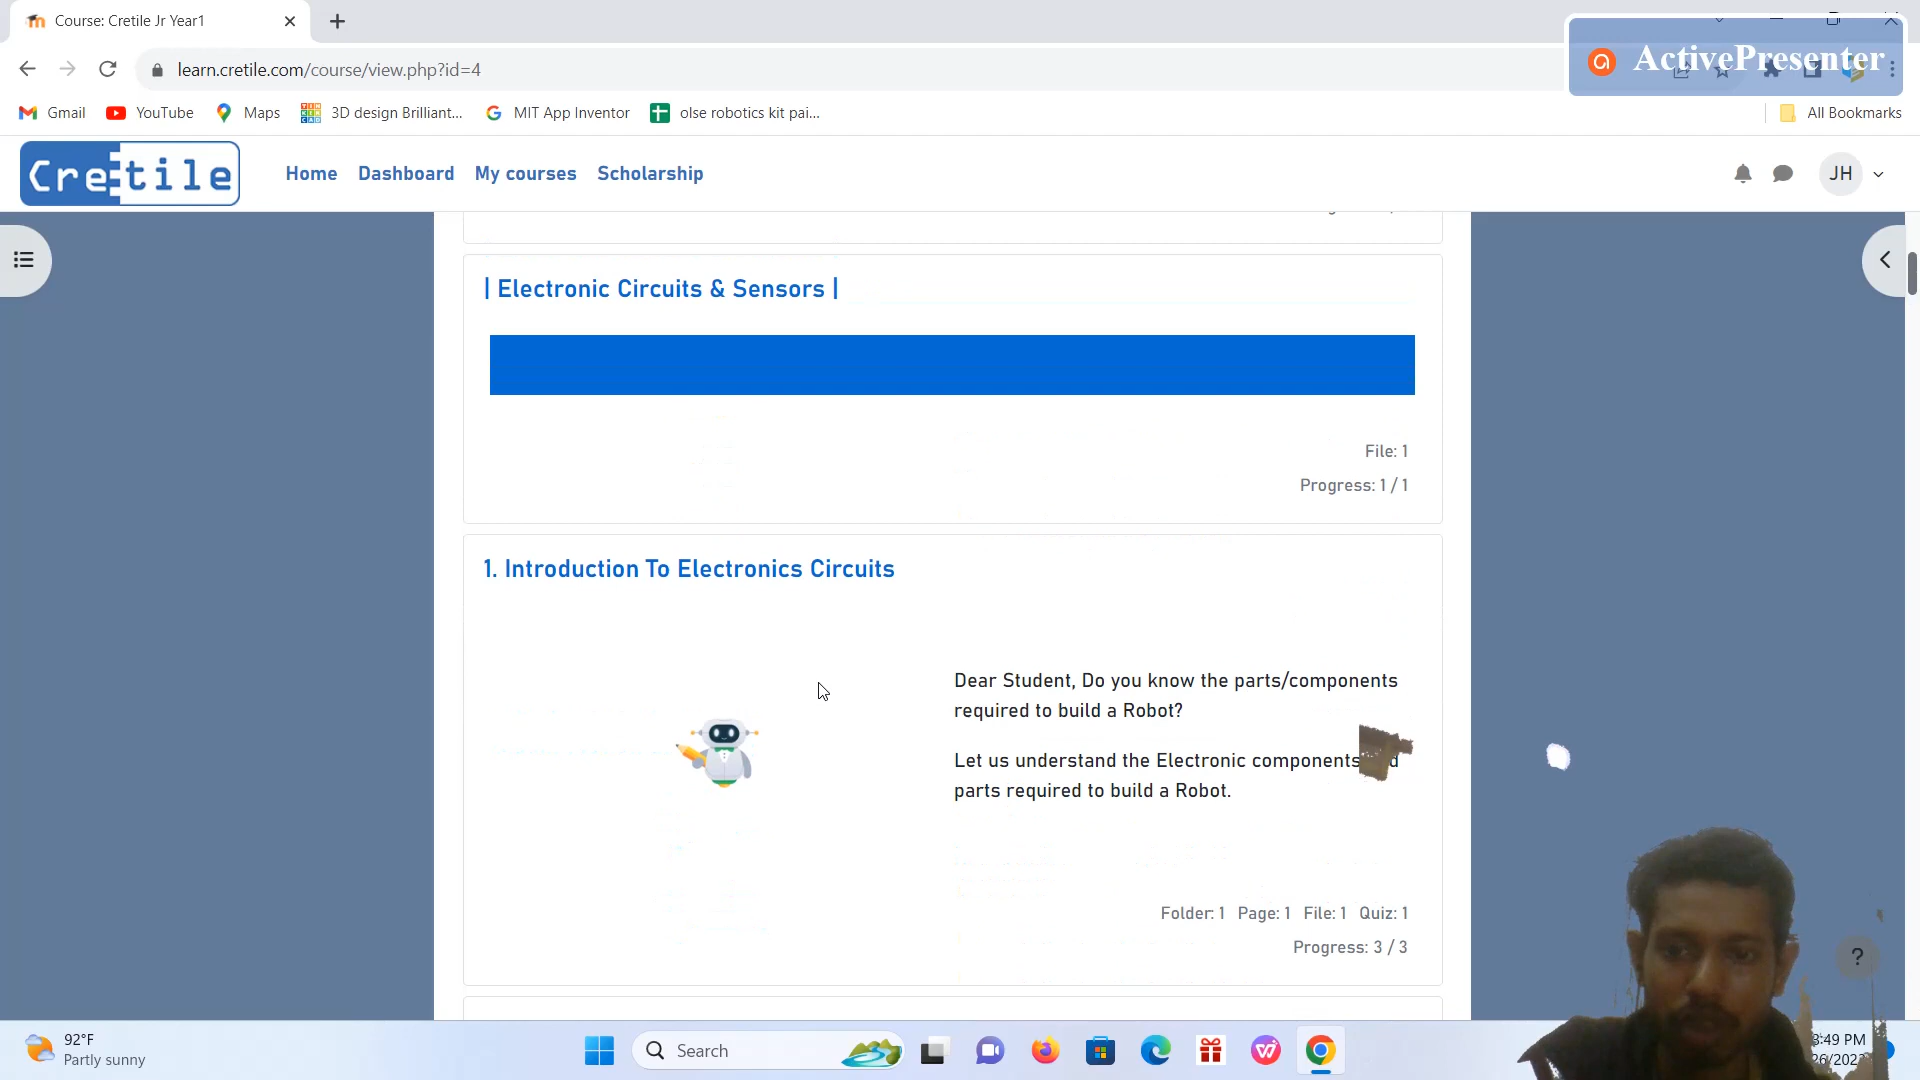 Course: Cretile Jr Year1
ActivePresenter
learn.cretile.com/course/view.php?id=4
Gmail
YouTube
Maps
3D design Brilliant...
MIT App Inventor
olse robotics kit pai...
All Bookmarks
Cretile
Home
Dashboard
My courses
Scholarship
JH
| Electronic Circuits & Sensors |
File: 1
Progress: 1 / 1
1. Introduction To Electronics Circuits
Dear Student, Do you know the parts/components
required to build a Robot?
Let us understand the Electronic components
parts required to build a Robot.
Folder: 1 Page: 1 File: 1 Quiz: 1
Progress: 3 / 3
?
92°F
Partly sunny
Search